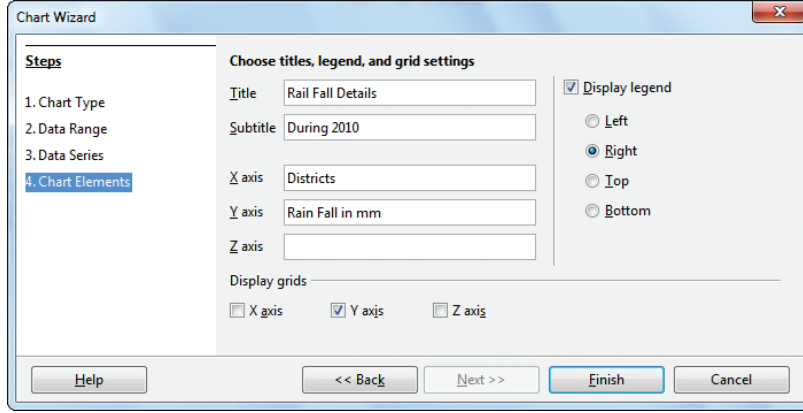 Chart Wizard
x
Steps
1. Chart Type
2. Data Range
3. Data Series
4. Chart Elements
Choose titles, legend, and grid settings
Title Rail Fall Details
Subtitle During 2010
X axis Districts
Y axis Rain Fall in mm
Z axis
Display legend
Left
Right
Top
Bottom
Display grids
X axis Y axis Z axis
Help << Back Next >> Finish Cancel